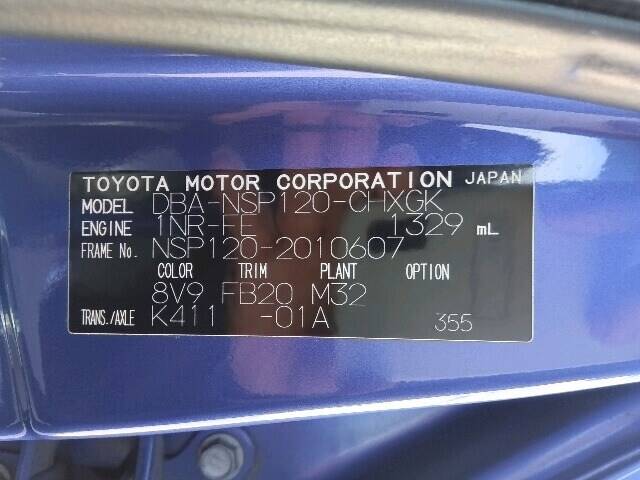 TOYOTA MOTOR CORPORATION JAPAN
MODEL DBA-NSP120-CHXGK
ENGINE 1NR-FE 1329 mL
FRAME No. NSP120-2010607
COLOR TRIM PLANT OPTION
8V9 FB20 M32
TRANS./AXLE K411 -01A 355